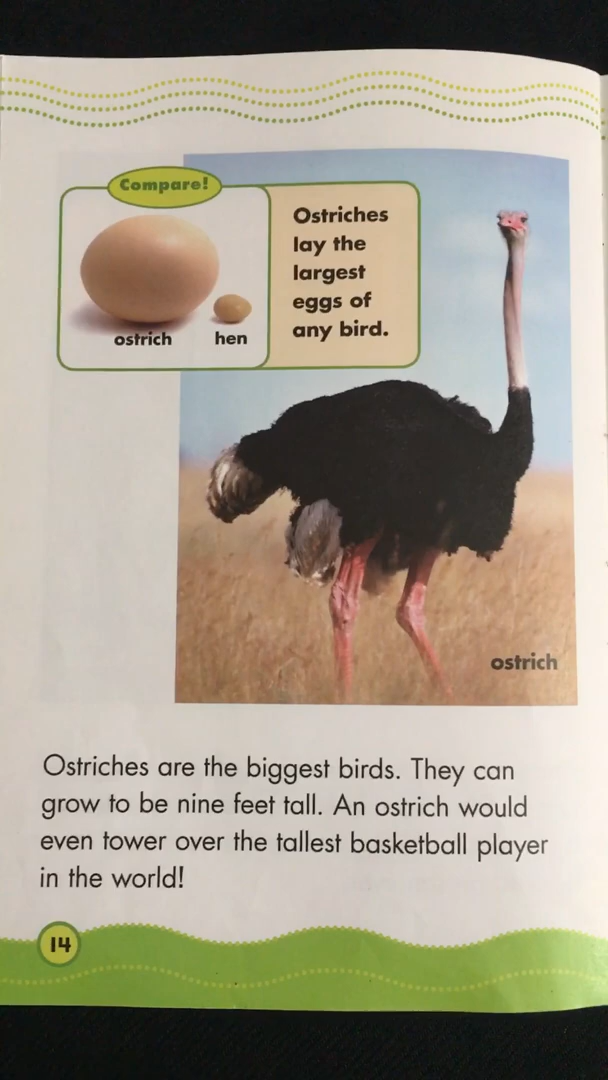 Compare!
ostrich hen
Ostriches
lay the
largest
eggs of
any bird.
ostrich
Ostriches are the biggest birds. They can
grow to be nine feet tall. An ostrich would
even tower over the tallest basketball player
in the world!
14